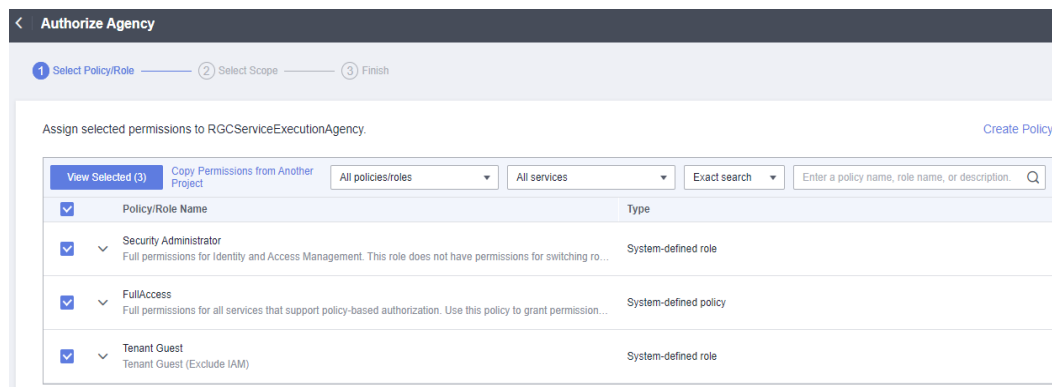 Authorize Agency
1 Select Policy/Role 2 Select Scope 3 Finish
Assign selected permissions to RGCServiceExecutionAgency. Create Policy
View Selected (3) Copy Permissions from Another Project All policies/roles All services Exact search Enter a policy name, role name, or description.
Policy/Role Name Type
Security Administrator
Full permissions for Identity and Access Management. This role does not have permissions for switching ro...
System-defined role
FullAccess
Full permissions for all services that support policy-based authorization. Use this policy to grant permission...
System-defined policy
Tenant Guest
Tenant Guest (Exclude IAM)
System-defined role